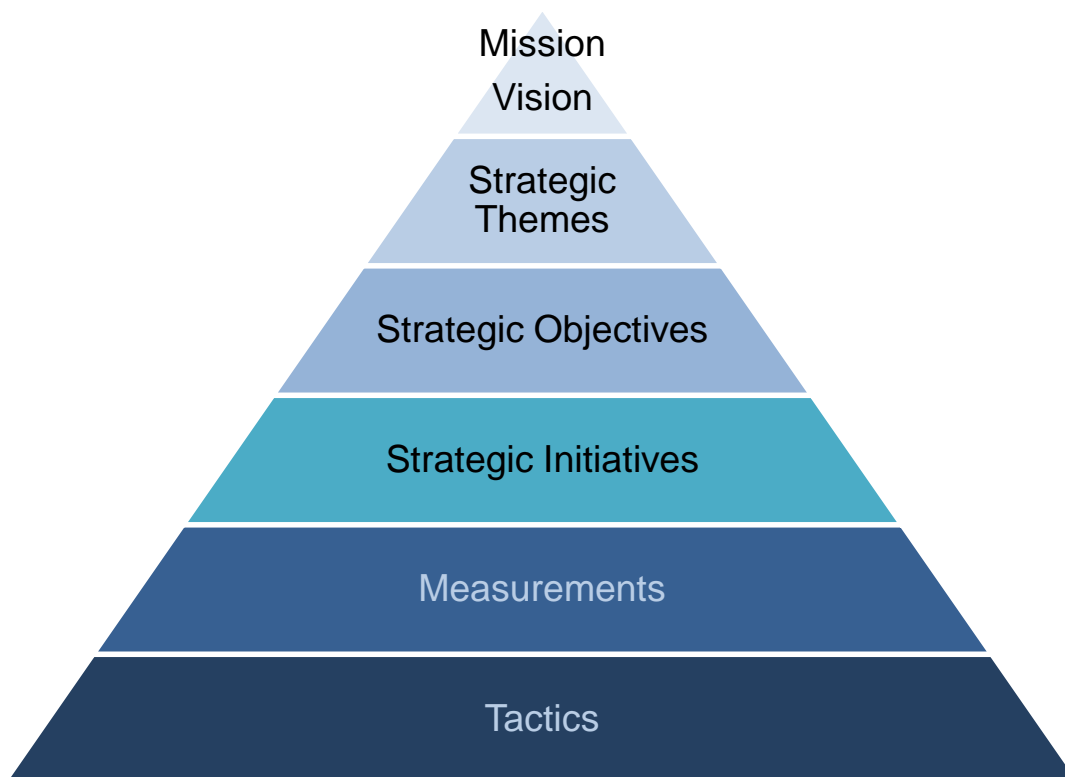 Mission
Vision
Strategic
Themes
Strategic Objectives
Strategic Initiatives
Measurements
Tactics